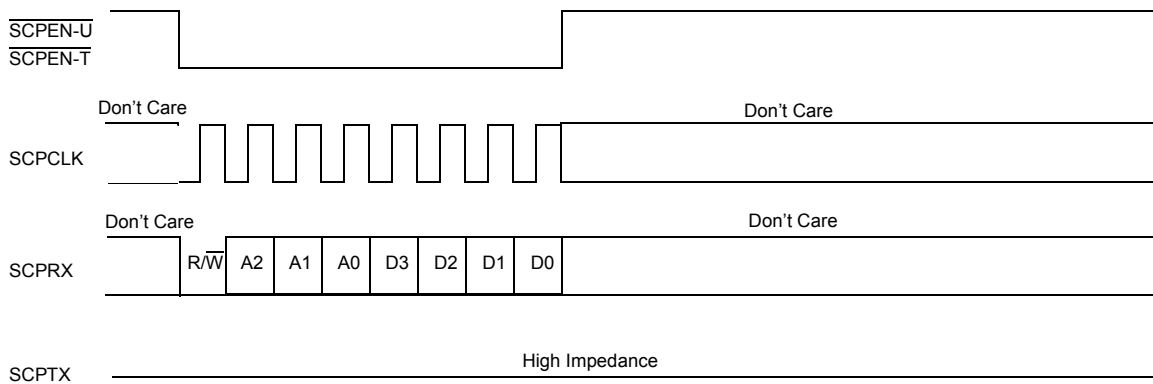 SCPEN-U
SCPEN-T
Don't Care
Don't Care
SCPCLK
Don't Care
Don't Care
SCPRX
R/W A2 A1 A0 D3 D2 D1 D0
High Impedance
SCPTX